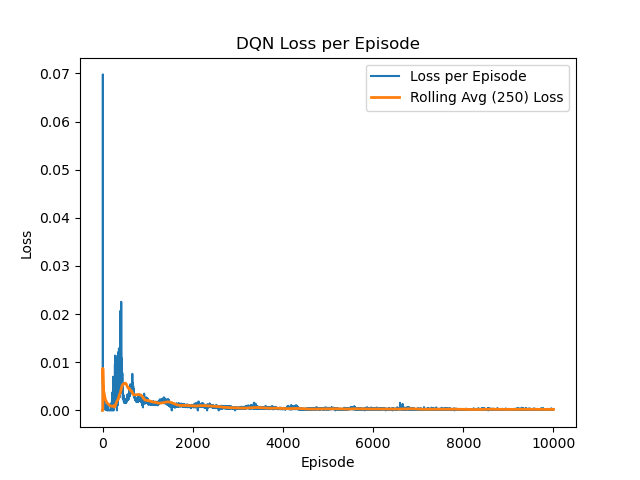 DQN Loss per Episode
Loss per Episode
Rolling Avg (250) Loss
0.07
0.06
0.05
0.04
0.03
0.02
0.01
0.00
Loss
0
2000
4000
6000
8000
10000
Episode